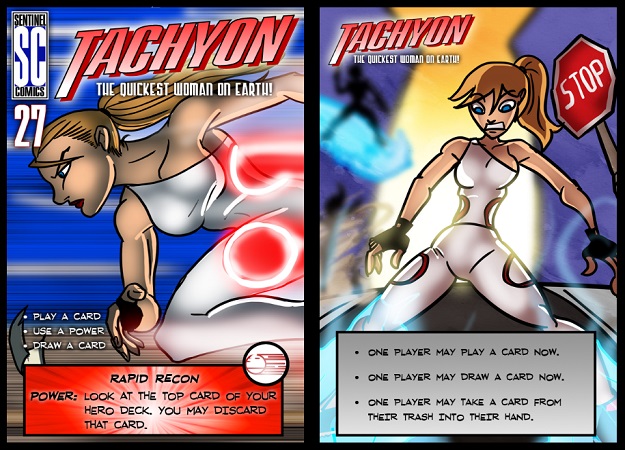 SENTINEL
SC
COMICS
27
TACHYON
THE QUICKEST WOMAN ON EARTH!
• PLAY A CARD
• USE A POWER
• DRAW A CARD
RAPID RECON
POWER: LOOK AT THE TOP CARD OF YOUR
HERO DECK. YOU MAY DISCARD
THAT CARD.
TACHYON
THE QUICKEST WOMAN ON EARTH!
STOP
• ONE PLAYER MAY PLAY A CARD NOW.
• ONE PLAYER MAY DRAW A CARD NOW.
• ONE PLAYER MAY TAKE A CARD FROM
THEIR TRASH INTO THEIR HAND.